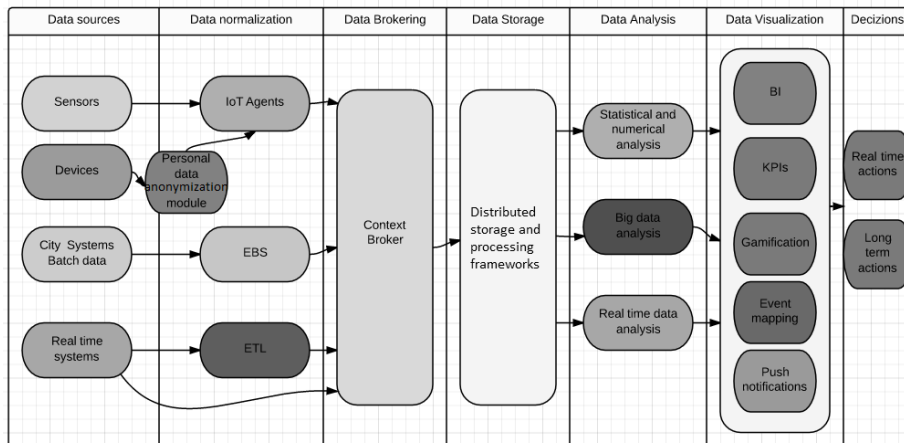 Data sources
Data normalization
Data Brokering
Data Storage
Data Analysis
Data Visualization
Decizions
Sensors
IoT Agents
Devices
Personal
data
anonymization
module
City Systems
Batch data
EBS
Real time
systems
ETL
Context
Broker
Distributed
storage and
processing
frameworks
Statistical and
numerical
analysis
Big data
analysis
Real time data
analysis
BI
KPIs
Gamification
Event
mapping
Push
notifications
Real time
actions
Long
term
actions